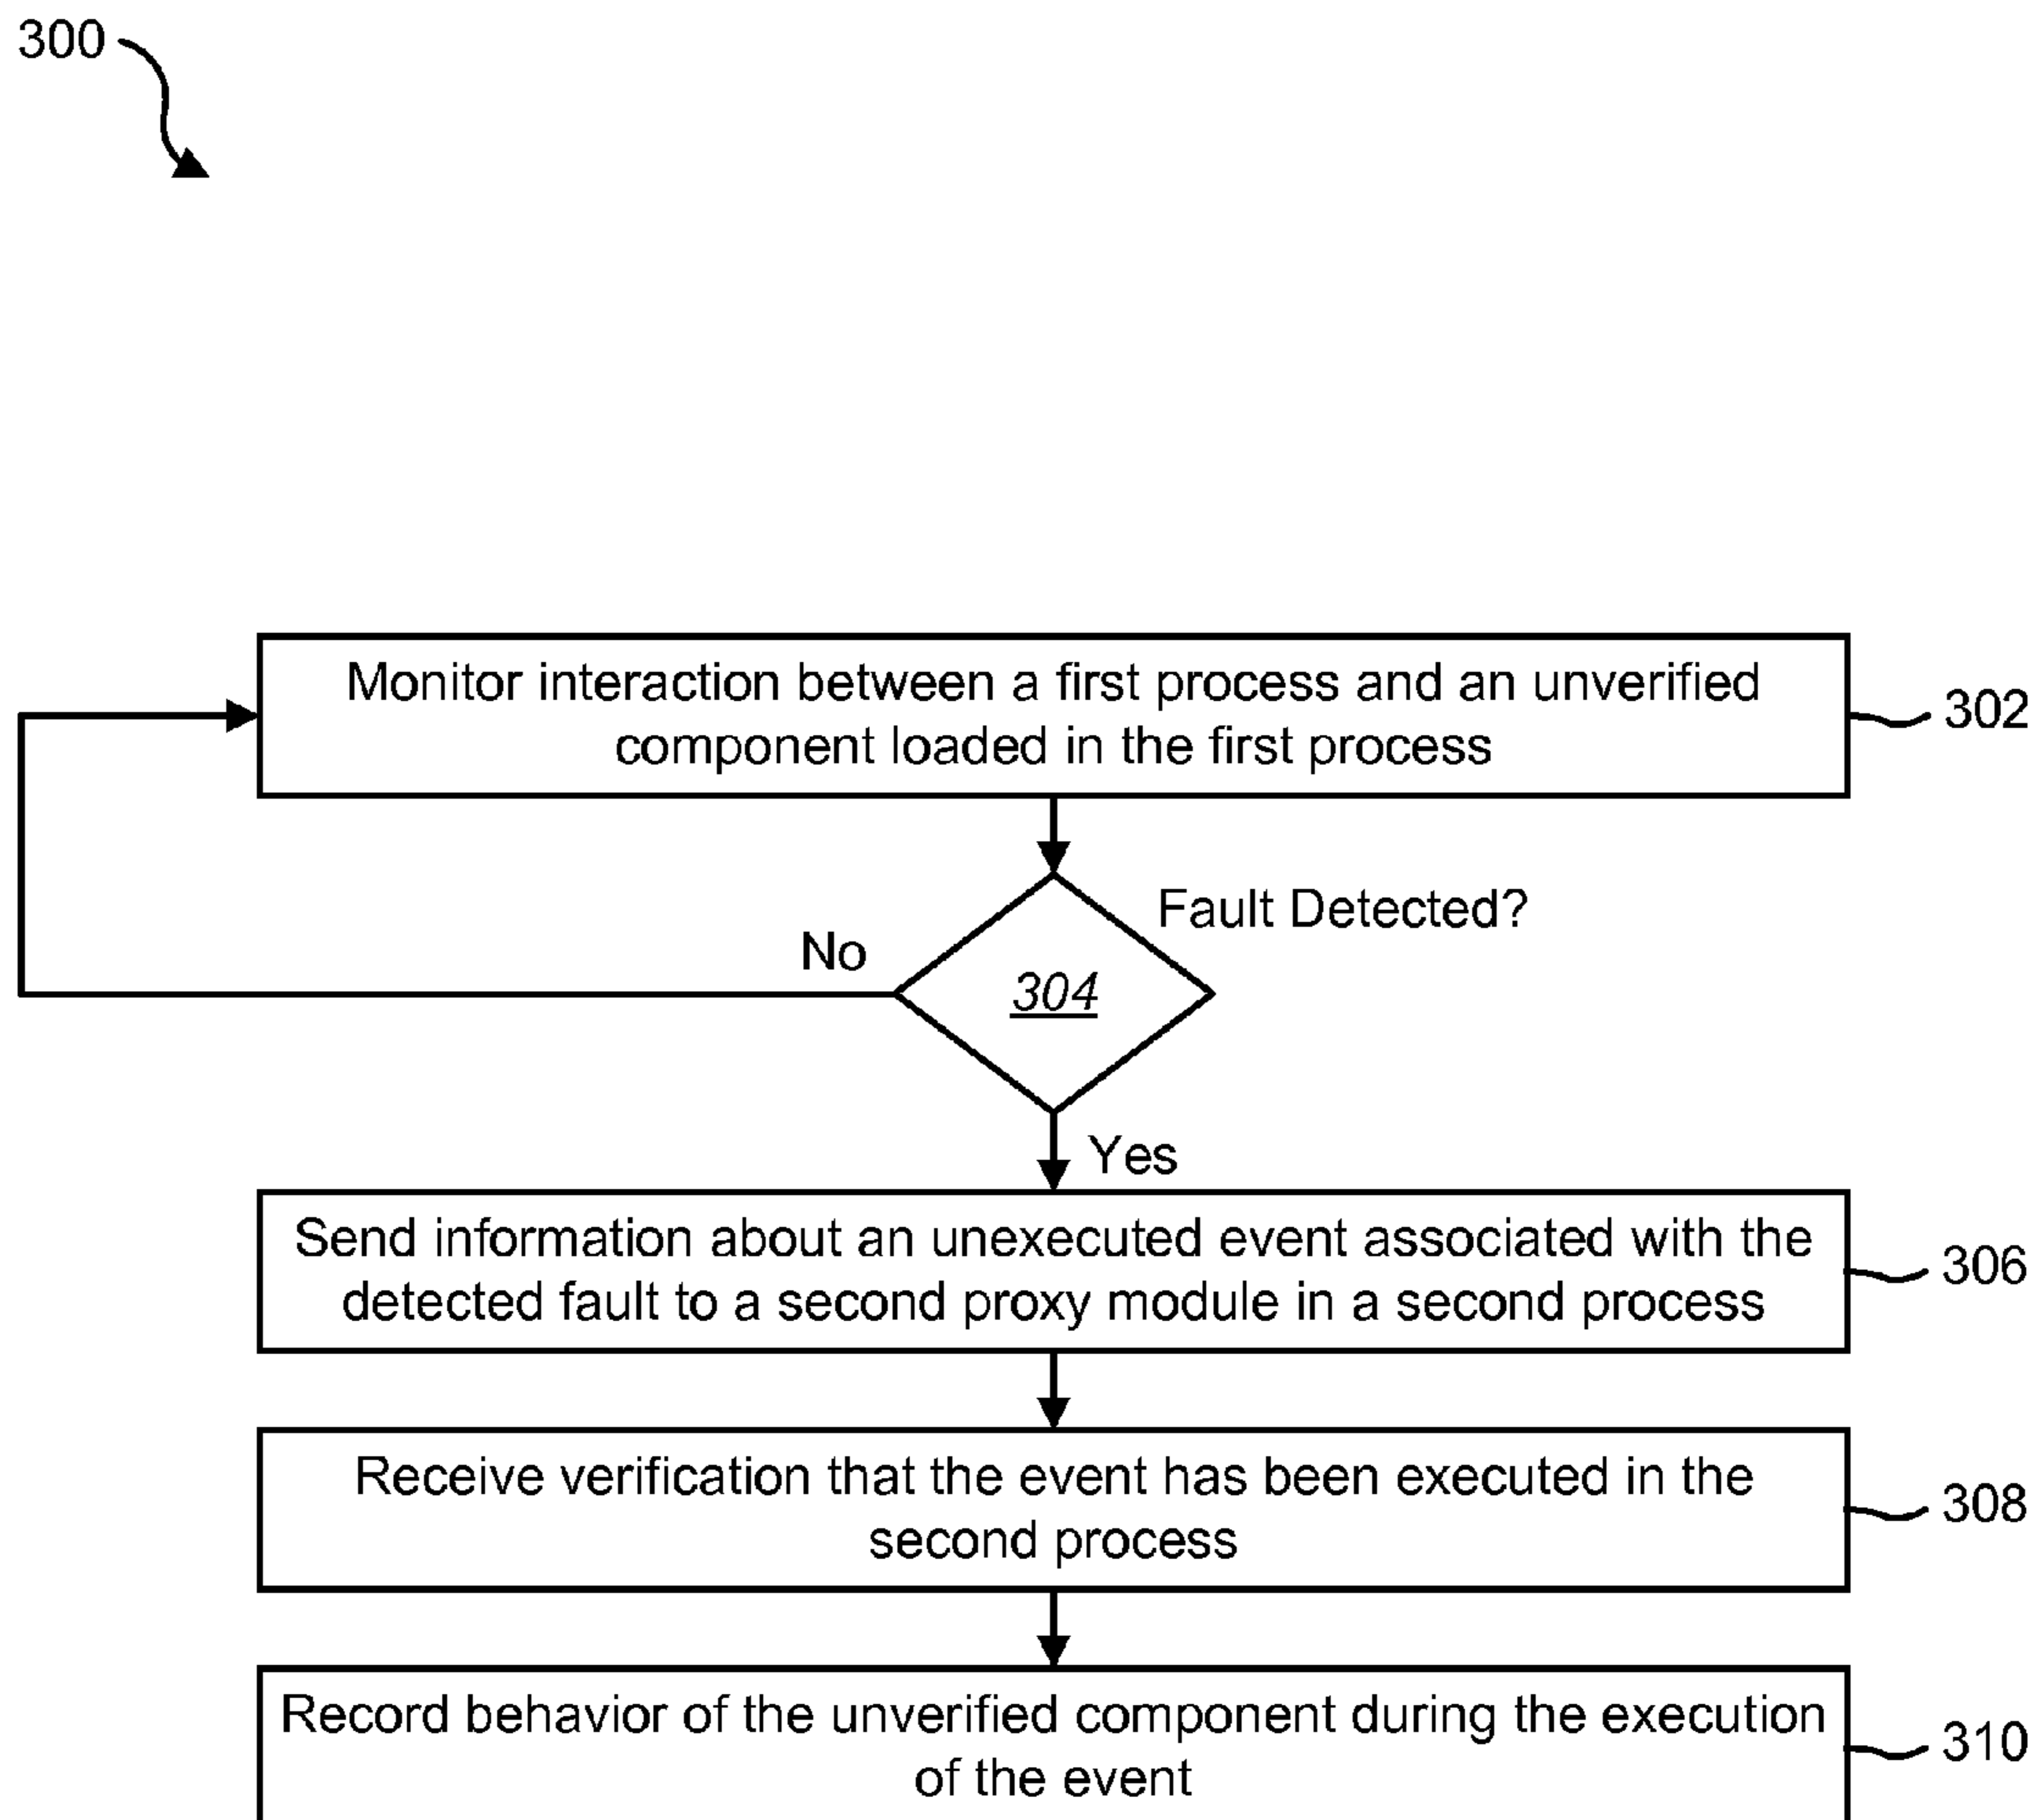 300
Monitor interaction between a first process and an unverified
component loaded in the first process
302
Fault Detected?
No
304
Yes
Send information about an unexecuted event associated with the
detected fault to a second proxy module in a second process
306
Receive verification that the event has been executed in the
second process
308
Record behavior of the unverified component during the execution
of the event
310